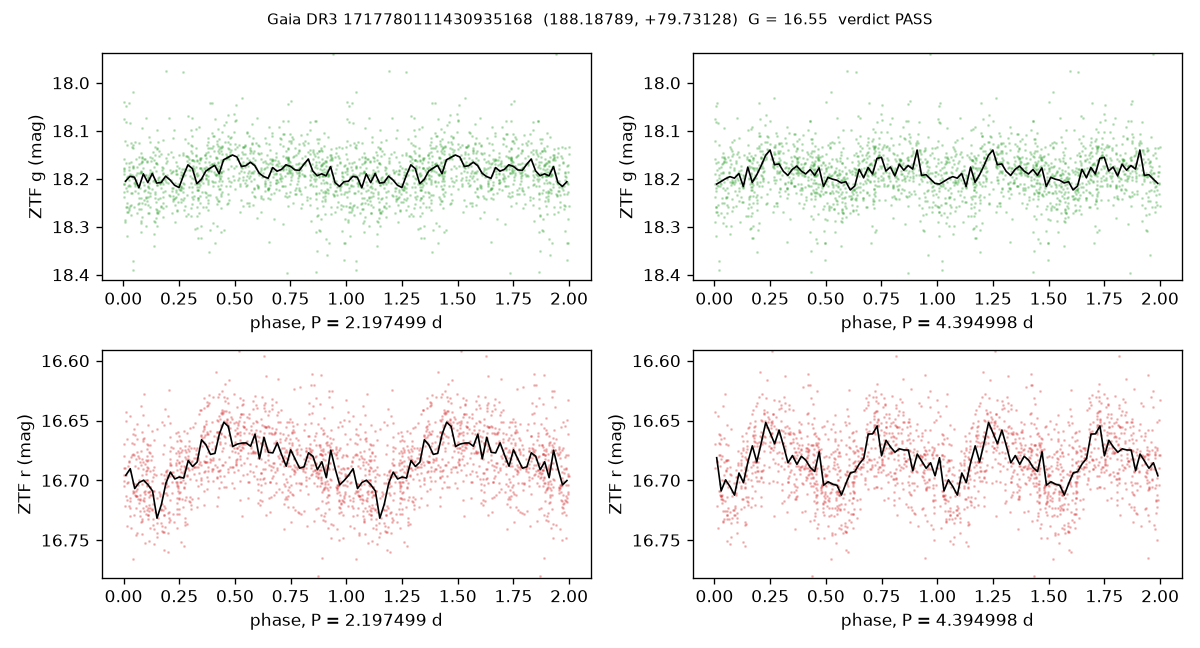 Gaia DR3 1717780111430935168 (188.18789, +79.73128) G = 16.55 verdict PASS
ZTF g (mag)
18.0
18.1
18.2
18.3
18.4
0.00 0.25 0.50 0.75 1.00 1.25 1.50 1.75 2.00
phase, P = 2.197499 d
ZTF g (mag)
18.0
18.1
18.2
18.3
18.4
0.00 0.25 0.50 0.75 1.00 1.25 1.50 1.75 2.00
phase, P = 4.394998 d
ZTF r (mag)
16.60
16.65
16.70
16.75
0.00 0.25 0.50 0.75 1.00 1.25 1.50 1.75 2.00
phase, P = 2.197499 d
ZTF r (mag)
16.60
16.65
16.70
16.75
0.00 0.25 0.50 0.75 1.00 1.25 1.50 1.75 2.00
phase, P = 4.394998 d